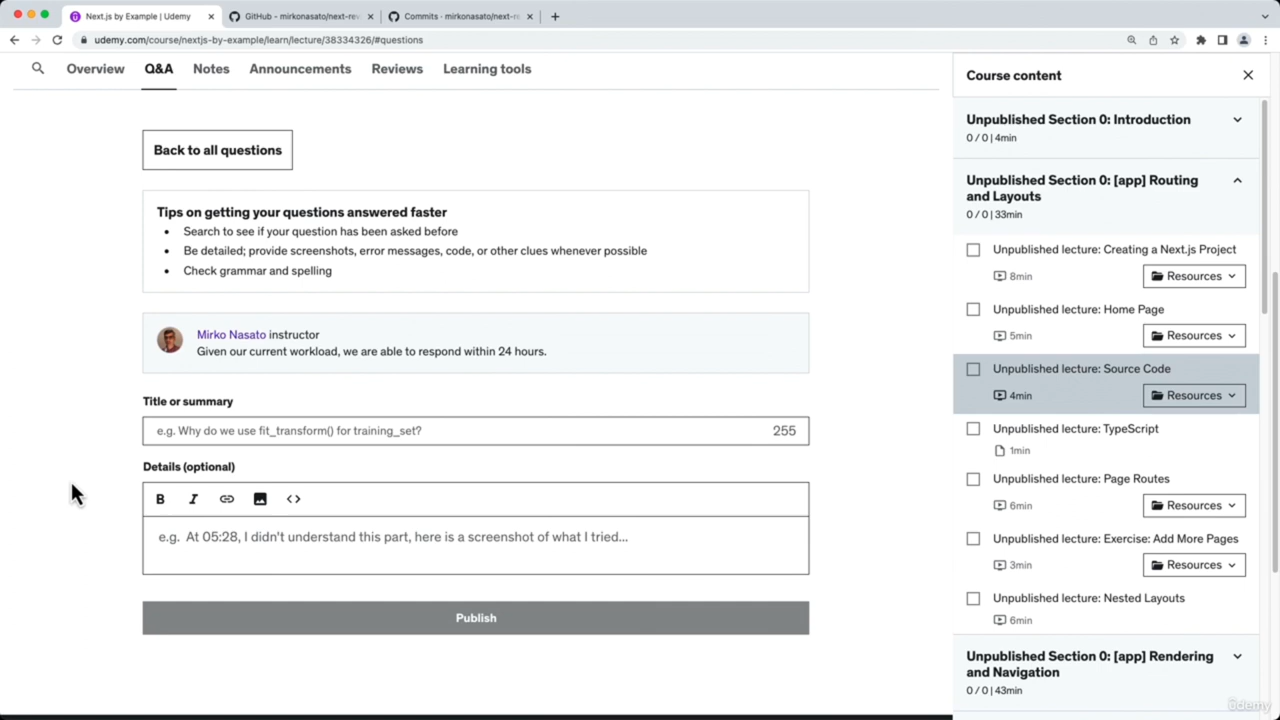 Next.js by Example | Udemy
GitHub - mirkonasato/next-rev
Commits · mirkonasato/next-re
udemy.com/course/nextjs-by-example/learn/lecture/38334326/#questions
Overview
Q&A
Notes
Announcements
Reviews
Learning tools
Back to all questions
Tips on getting your questions answered faster
• Search to see if your question has been asked before
• Be detailed; provide screenshots, error messages, code, or other clues whenever possible
• Check grammar and spelling
Mirko Nasato instructor
Given our current workload, we are able to respond within 24 hours.
Title or summary
e.g. Why do we use fit_transform() for training_set?
255
Details (optional)
B I <>
e.g. At 05:28, I didn't understand this part, here is a screenshot of what I tried...
Publish
Course content
Unpublished Section 0: Introduction
0 / 0 | 4min
Unpublished Section 0: [app] Routing
and Layouts
0 / 0 | 33min
Unpublished lecture: Creating a Next.js Project
8min
Resources
Unpublished lecture: Home Page
5min
Resources
Unpublished lecture: Source Code
4min
Resources
Unpublished lecture: TypeScript
1min
Unpublished lecture: Page Routes
6min
Resources
Unpublished lecture: Exercise: Add More Pages
3min
Resources
Unpublished lecture: Nested Layouts
6min
Unpublished Section 0: [app] Rendering
and Navigation
0 / 0 | 43min
ûdemy